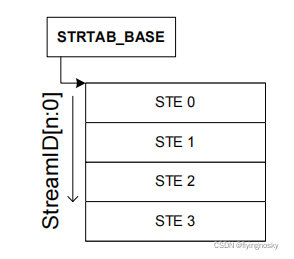 STRTAB_BASE
StreamID[n:0]
STE 0
STE 1
STE 2
STE 3
CSDN @flyingnosky